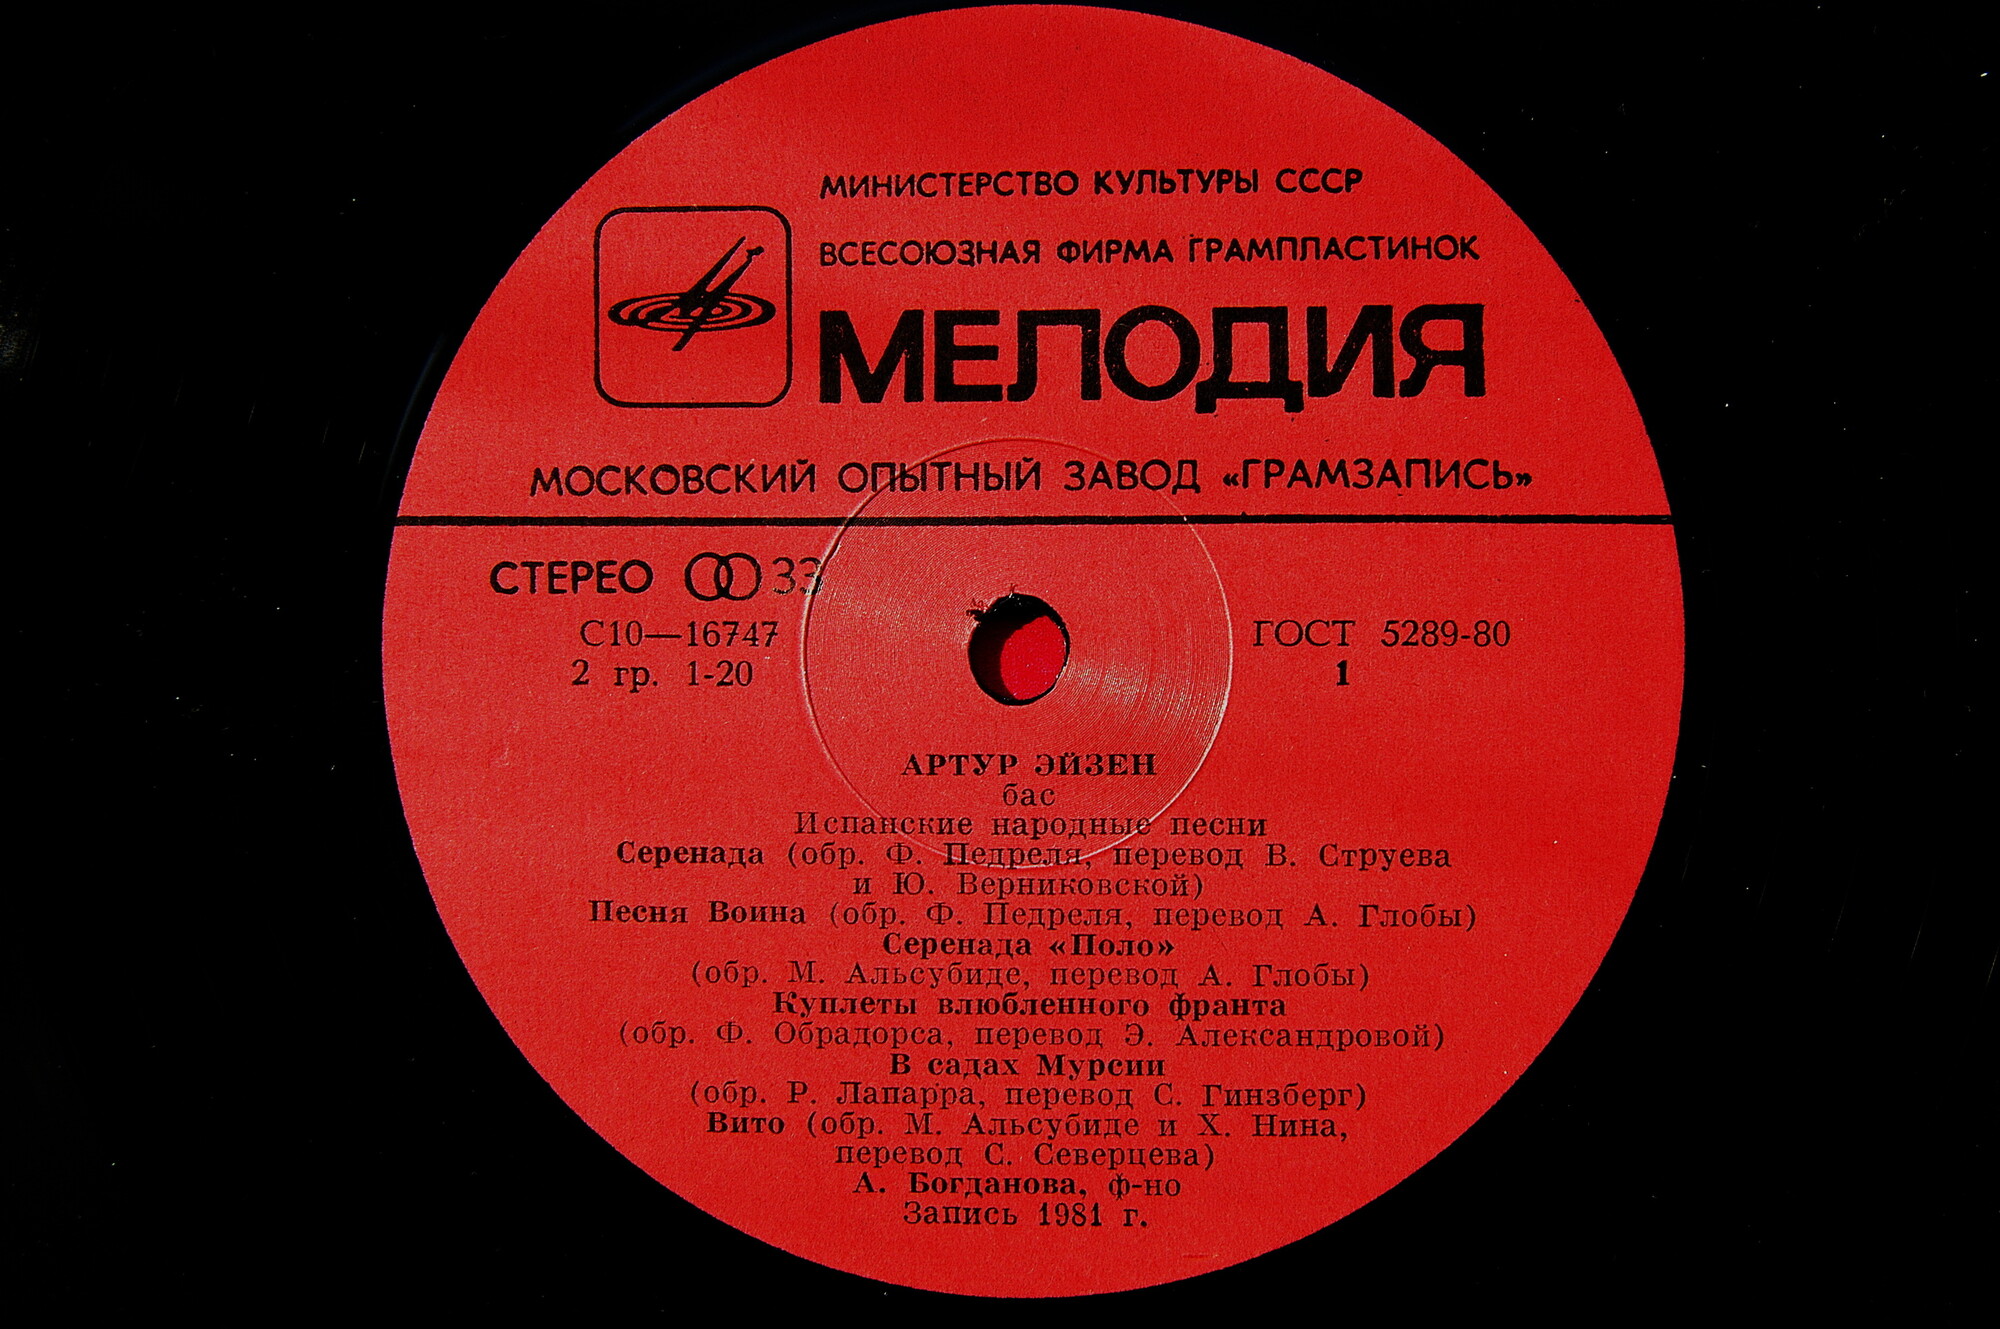 МИНИСТЕРСТВО КУЛЬТУРЫ СССР
ВСЕСОЮЗНАЯ ФИРМА ГРАМПЛАСТИНОК
МЕЛОДИЯ
МОСКОВСКИЙ ОПЫТНЫЙ ЗАВОД «ГРАМЗАПИСЬ»
СТЕРЕО 33
С10—16747 ГОСТ 5289-80
2 гр. 1-20 1
АРТУР ЭЙЗЕН
бас
Испанские народные песни
Серенада (обр. Ф. Педреля, перевод В. Струева
и Ю. Верниковской)
Песня Воина (обр. Ф. Педреля, перевод А. Глобы)
Серенада «Поло»
(обр. М. Альсубиде, перевод А. Глобы)
Куплеты влюбленного франта
(обр. Ф. Обрадорса, перевод Э. Александровой)
В садах Мурсии
(обр. Р. Лапарра, перевод С. Гинзберг)
Вито (обр. М. Альсубиде и Х. Нина,
перевод С. Северцева)
А. Богданова, ф-но
Запись 1981 г.